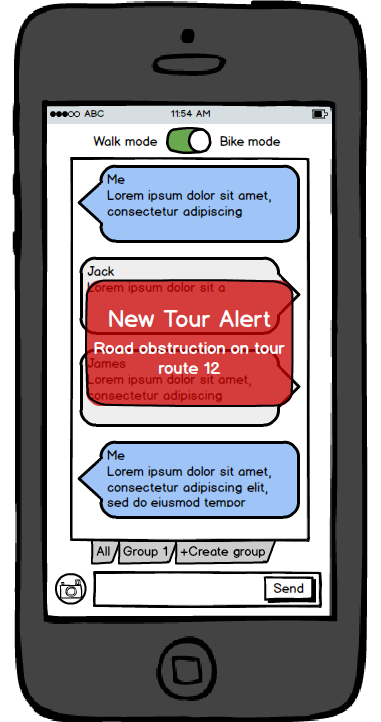 ABC 11:54 AM
Walk mode Bike mode
Me
Lorem ipsum dolor sit amet,
consectetur adipiscing
Jack
Lorem ipsum dolor sit a
New Tour Alert
Road obstruction on tour
route 12
James
Lorem ipsum dolor sit amet,
consectetur adipiscing
Me
Lorem ipsum dolor sit amet,
consectetur adipiscing elit,
sed do eiusmod tempor
All Group 1 +Create group
Send